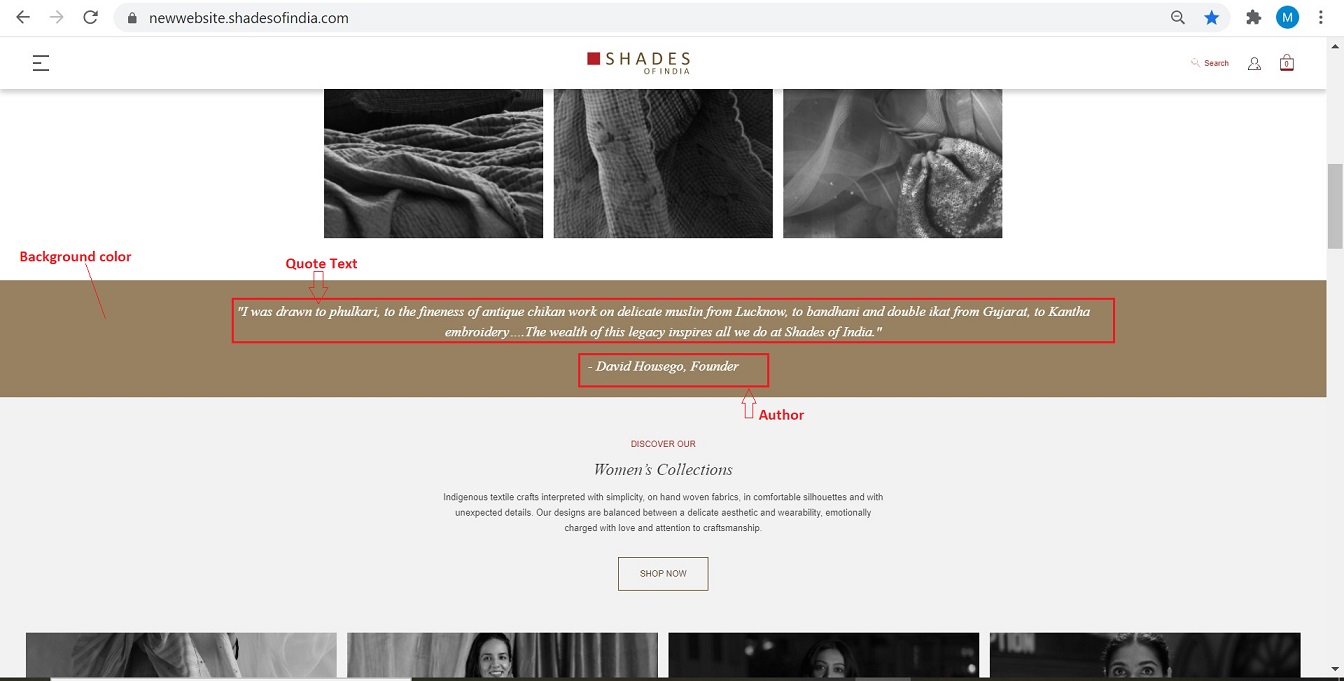 newwebsite.shadesofindia.com
M
SHADES
OF INDIA
Search
0
Background color
Quote Text
"I was drawn to phulkari, to the fineness of antique chikan work on delicate muslin from Lucknow, to bandhani and double ikat from Gujarat, to Kantha
embroidery….The wealth of this legacy inspires all we do at Shades of India."
- David Housego, Founder
Author
DISCOVER OUR
Women’s Collections
Indigenous textile crafts interpreted with simplicity, on hand woven fabrics, in comfortable silhouettes and with
unexpected details. Our designs are balanced between a delicate aesthetic and wearability, emotionally
charged with love and attention to craftsmanship.
SHOP NOW